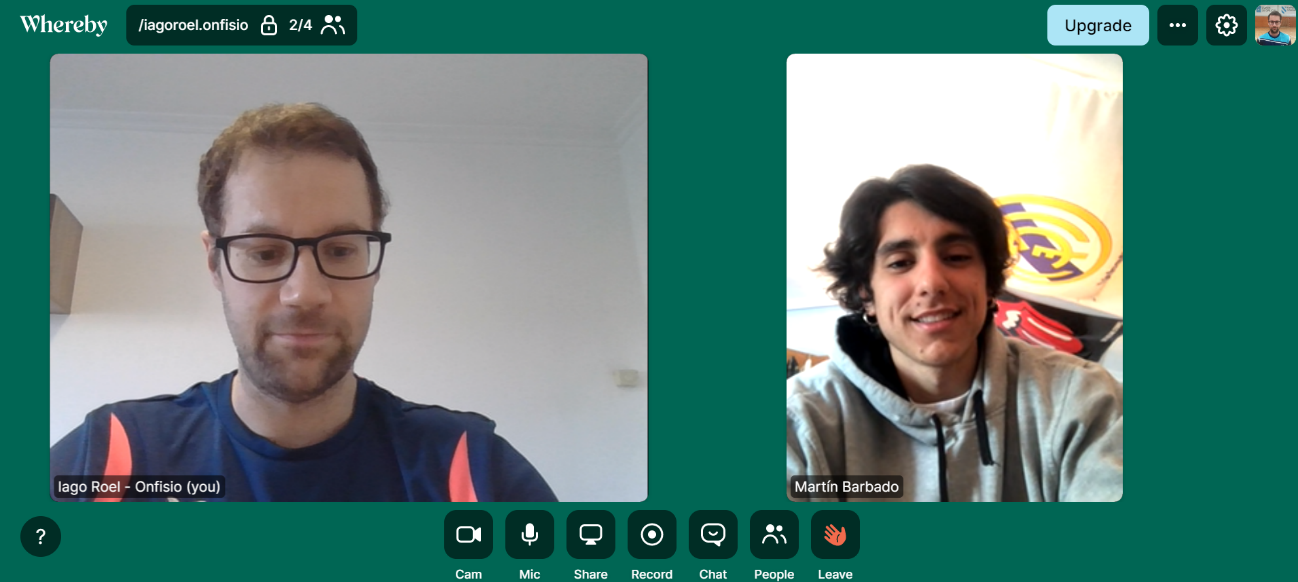 Whereby
/iagoroel.onfisio 2/4
Upgrade
Iago Roel - Onfisio (you)
Martín Barbado
?
Cam Mic Share Record Chat People Leave